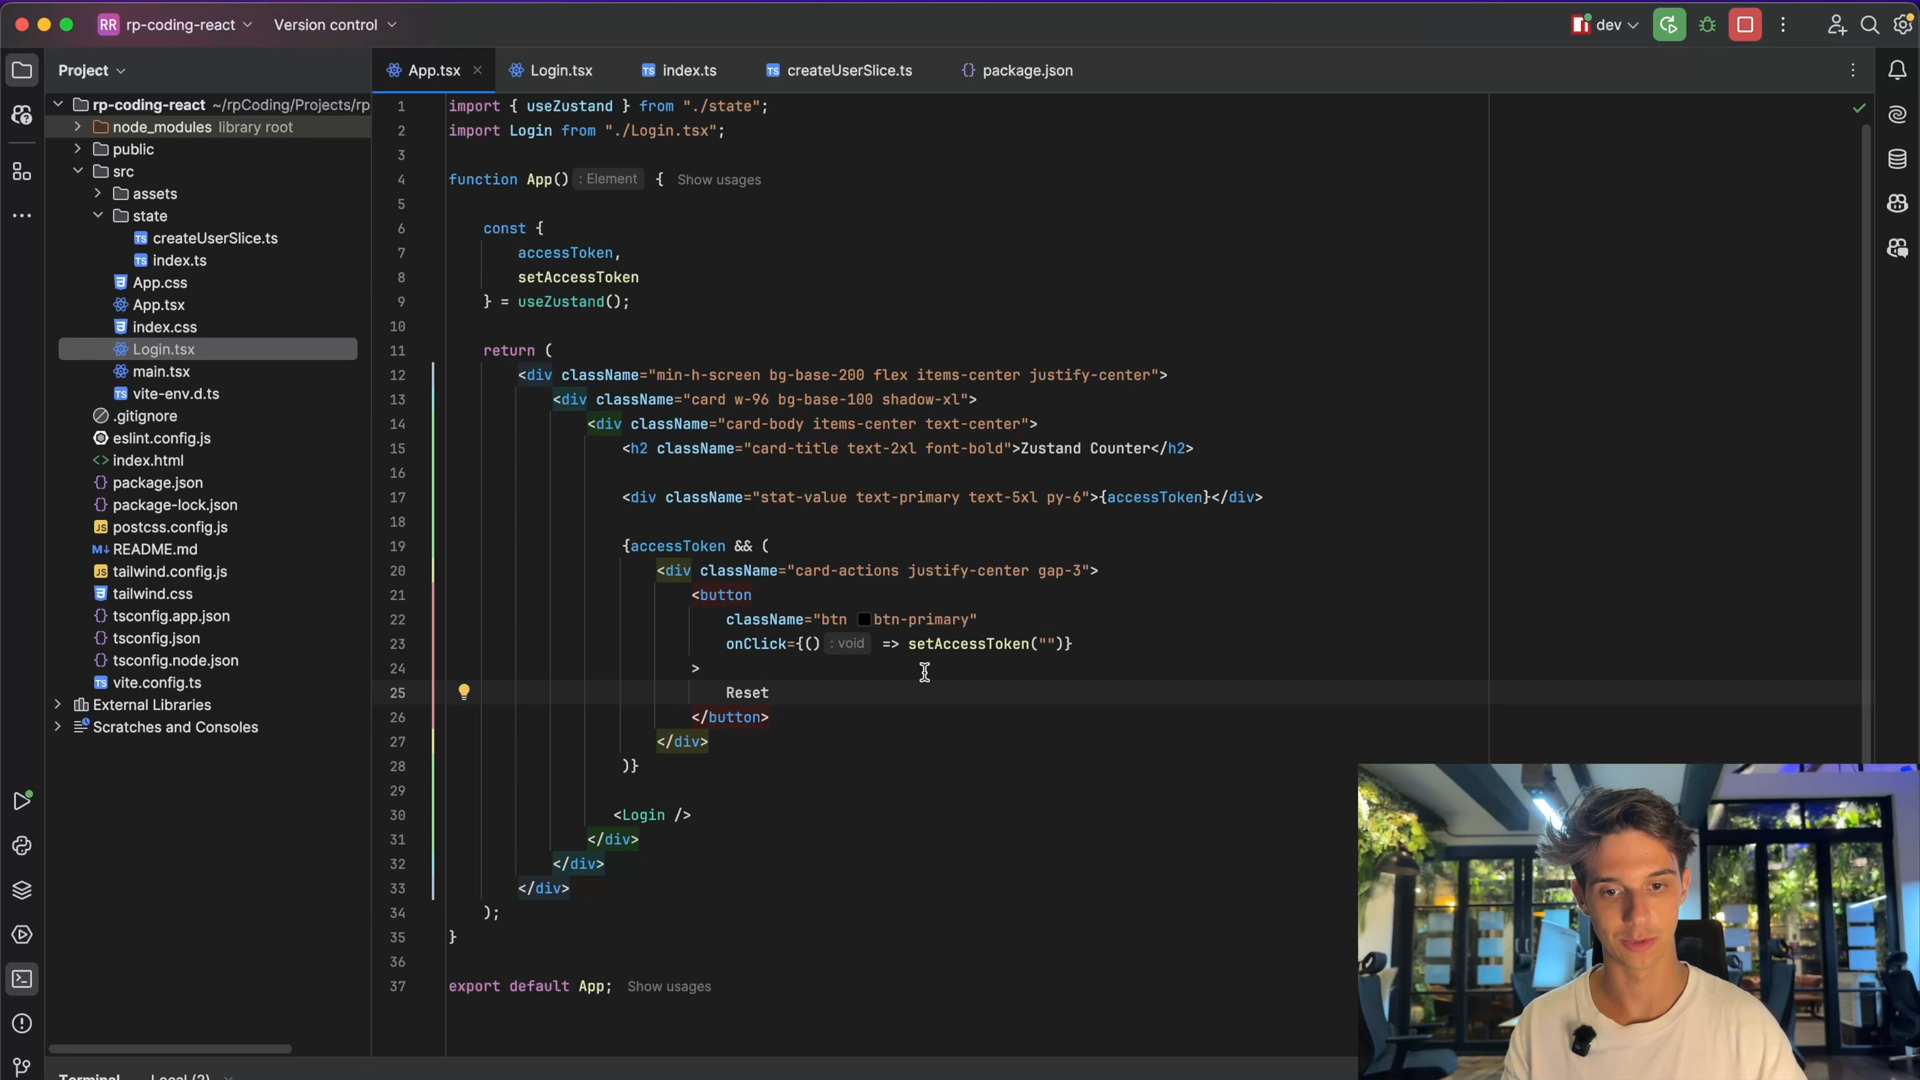 RR rp-coding-react
Version control
dev
Project
App.tsx
Login.tsx
index.ts
createUserSlice.ts
package.json
rp-coding-react ~/rpCoding/Projects/rp
node_modules library root
public
src
assets
state
createUserSlice.ts
index.ts
App.css
App.tsx
index.css
Login.tsx
main.tsx
vite-env.d.ts
.gitignore
eslint.config.js
index.html
package.json
package-lock.json
postcss.config.js
README.md
tailwind.config.js
tailwind.css
tsconfig.app.json
tsconfig.json
tsconfig.node.json
vite.config.ts
External Libraries
Scratches and Consoles
1 import { useZustand } from "./state";
2 import Login from "./Login.tsx";
3
4 function App() : Element { Show usages
5
6 const {
7 accessToken,
8 setAccessToken
9 } = useZustand();
10
11 return (
12 <div className="min-h-screen bg-base-200 flex items-center justify-center">
13 <div className="card w-96 bg-base-100 shadow-xl">
14 <div className="card-body items-center text-center">
15 <h2 className="card-title text-2xl font-bold">Zustand Counter</h2>
16
17 <div className="stat-value text-primary text-5xl py-6">{accessToken}</div>
18
19 {accessToken && (
20 <div className="card-actions justify-center gap-3">
21 <button
22 className="btn btn-primary"
23 onClick={() : void => setAccessToken("")}
24 >
25 Reset
26 </button>
27 </div>
28 )}
29
30 <Login />
31 </div>
32 </div>
33 </div>
34 );
35 }
36
37 export default App; Show usages
Terminal Local (2)